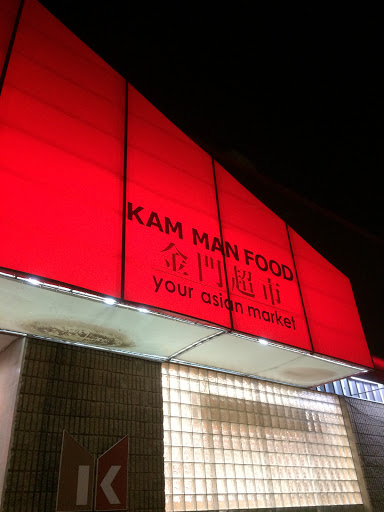 KAM MAN FOOD
金門超市
your asian market
K